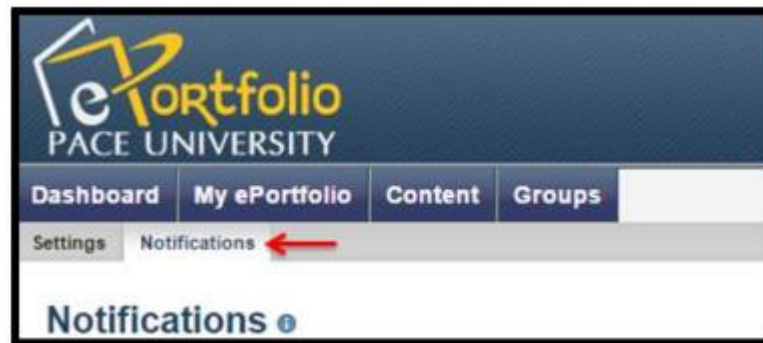 ePortfolio
PACE UNIVERSITY
Dashboard My ePortfolio Content Groups
Settings Notifications
Notifications